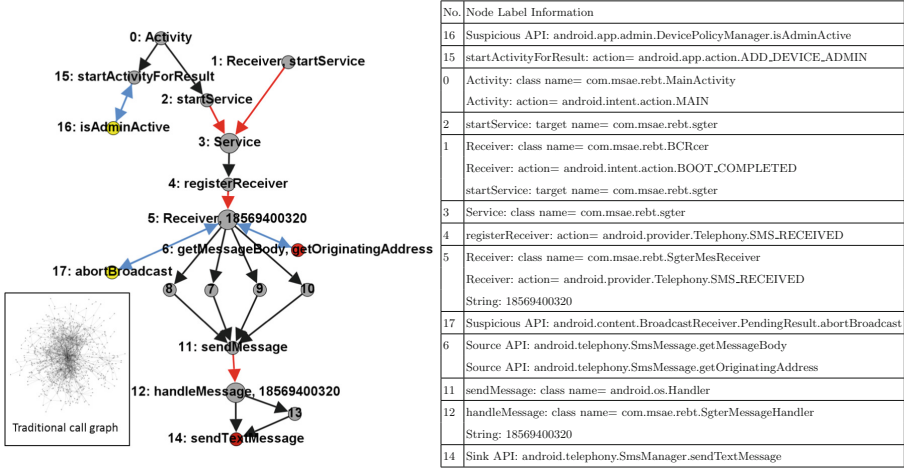 0: Activity
1: Receiver, startService
15: startActivityForResult
2: startService
16: isAdminActive
3: Service
4: registerReceiver
5: Receiver, 18569400320
6: getMessageBody, getOriginatingAddress
17: abortBroadcast
8
7
9
10
11: sendMessage
12: handleMessage, 18569400320
13
14: sendTextMessage
Traditional call graph
No. Node Label Information
16 Suspicious API: android.app.admin.DevicePolicyManager.isAdminActive
15 startActivityForResult: action= android.app.action.ADD_DEVICE_ADMIN
0 Activity: class name= com.msae.rebt.MainActivity
Activity: action= android.intent.action.MAIN
2 startService: target name= com.msae.rebt.sgter
1 Receiver: class name= com.msae.rebt.BCRcer
Receiver: action= android.intent.action.BOOT_COMPLETED
startService: target name= com.msae.rebt.sgter
3 Service: class name= com.msae.rebt.sgter
4 registerReceiver: action= android.provider.Telephony.SMS_RECEIVED
5 Receiver: class name= com.msae.rebt.SgterMesReceiver
Receiver: action= android.provider.Telephony.SMS_RECEIVED
String: 18569400320
17 Suspicious API: android.content.BroadcastReceiver.PendingResult.abortBroadcast
6 Source API: android.telephony.SmsMessage.getMessageBody
Source API: android.telephony.SmsMessage.getOriginatingAddress
11 sendMessage: class name= android.os.Handler
12 handleMessage: class name= com.msae.rebt.SgterMessageHandler
String: 18569400320
14 Sink API: android.telephony.SmsManager.sendTextMessage